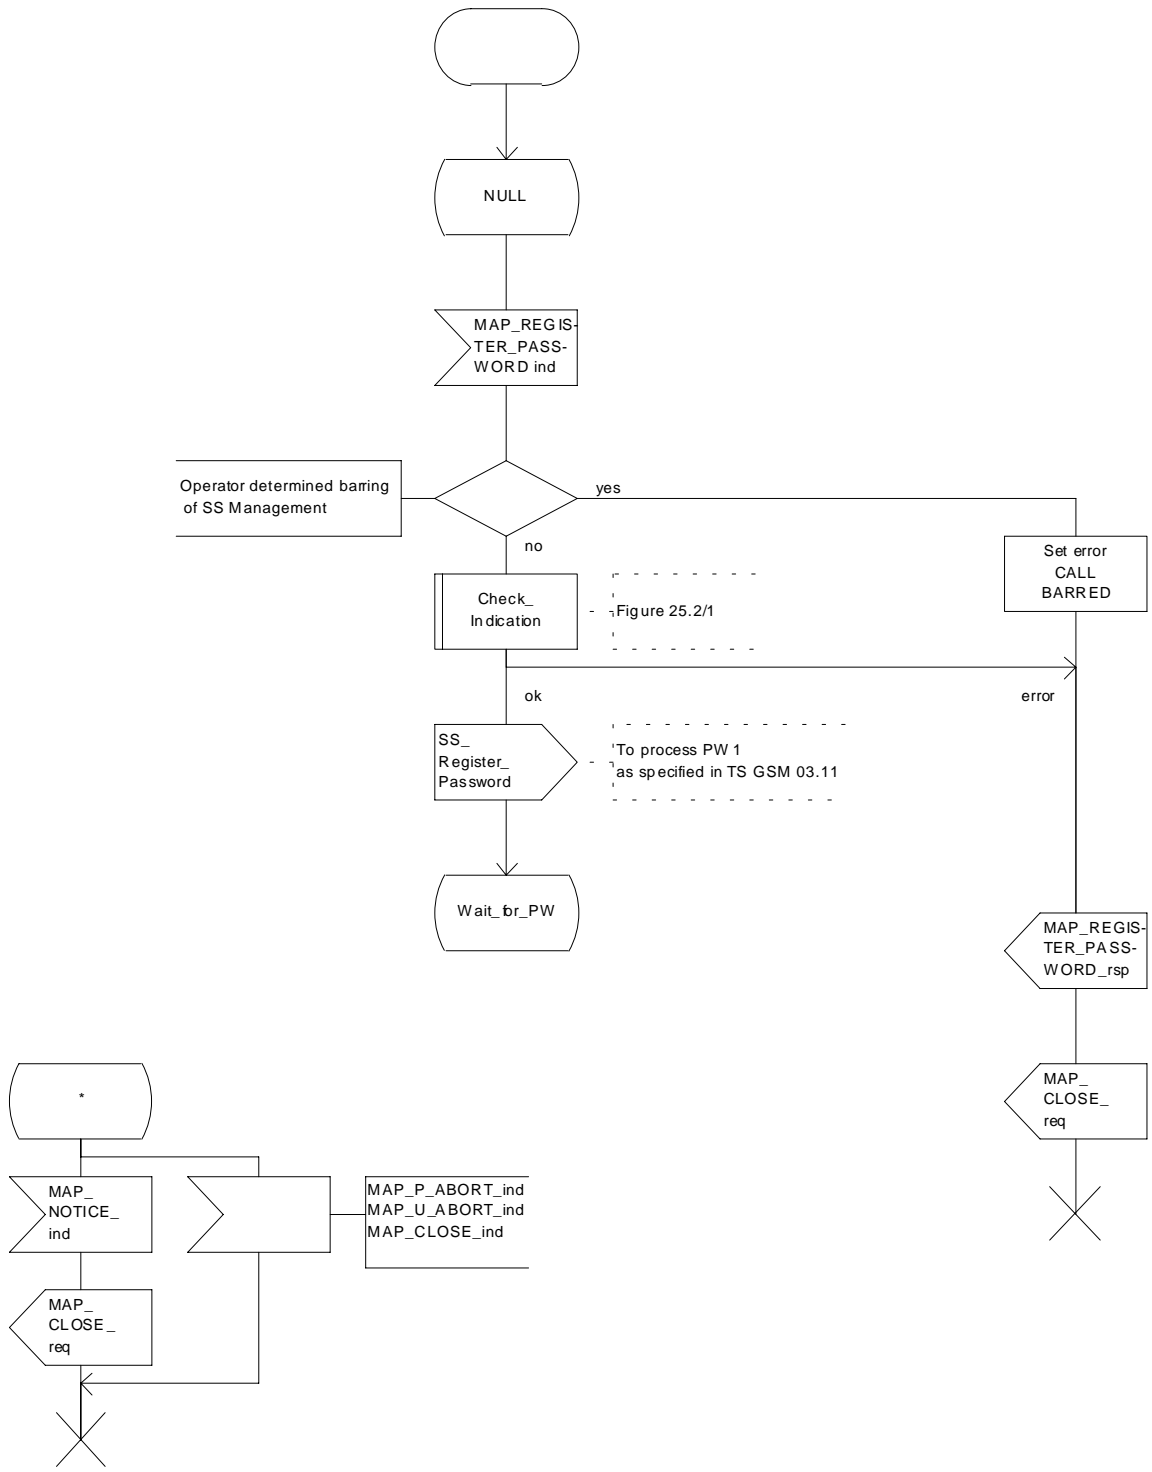 NULL
MAP_REGIS-
TER_PASS-
WORD ind
Operator determined barring
of SS Management
yes
no
Set error
CALL
BARRED
Check_
Indication
Figure 25.2/1
ok
error
SS_
Register_
Password
To process PW 1
as specified in TS GSM 03.11
Wait_for_PW
MAP_REGIS-
TER_PASS-
WORD_rsp
MAP_
CLOSE_
req
*
MAP_
NOTICE_
ind
MAP_P_ABORT_ind
MAP_U_ABORT_ind
MAP_CLOSE_ind
MAP_
CLOSE_
req